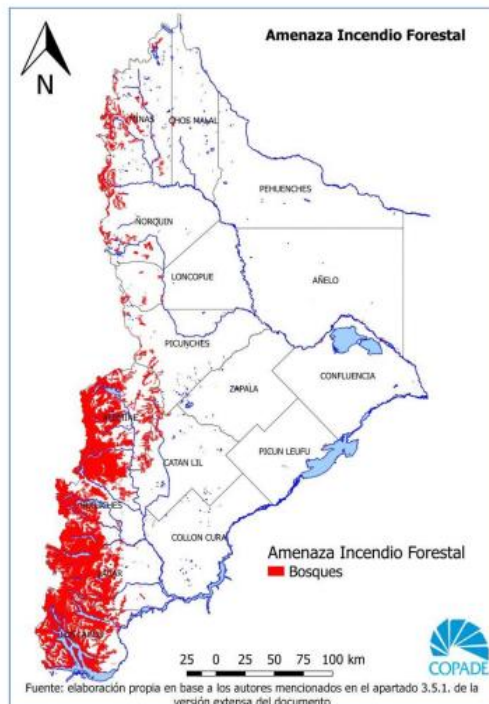 Amenaza Incendio Forestal
N
MINAS
CHOS MALAL
PEHUENCHES
ÑORQUIN
LONCOPUE
AÑELO
PICUNCHES
ZAPALA
CONFLUENCIA
CATAN LIL
PICUN LEUFU
COLLON CURA
Amenaza Incendio Forestal
Bosques
25 0 25 50 75 100 km
COPADE
Fuente: elaboración propia en base a los autores mencionados en el apartado 3.5.1. de la
versión extensa del documento